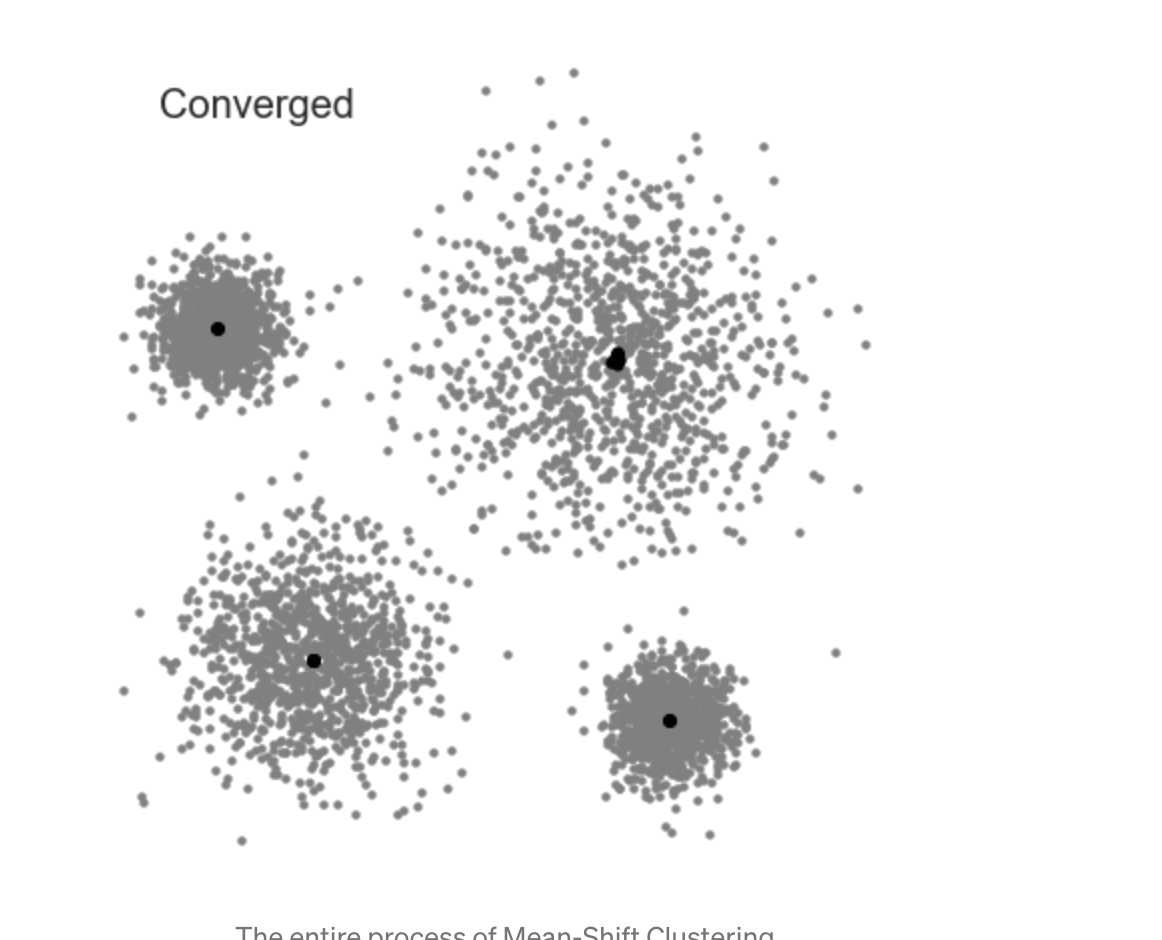 Converged
The entire process of Mean-Shift Clustering